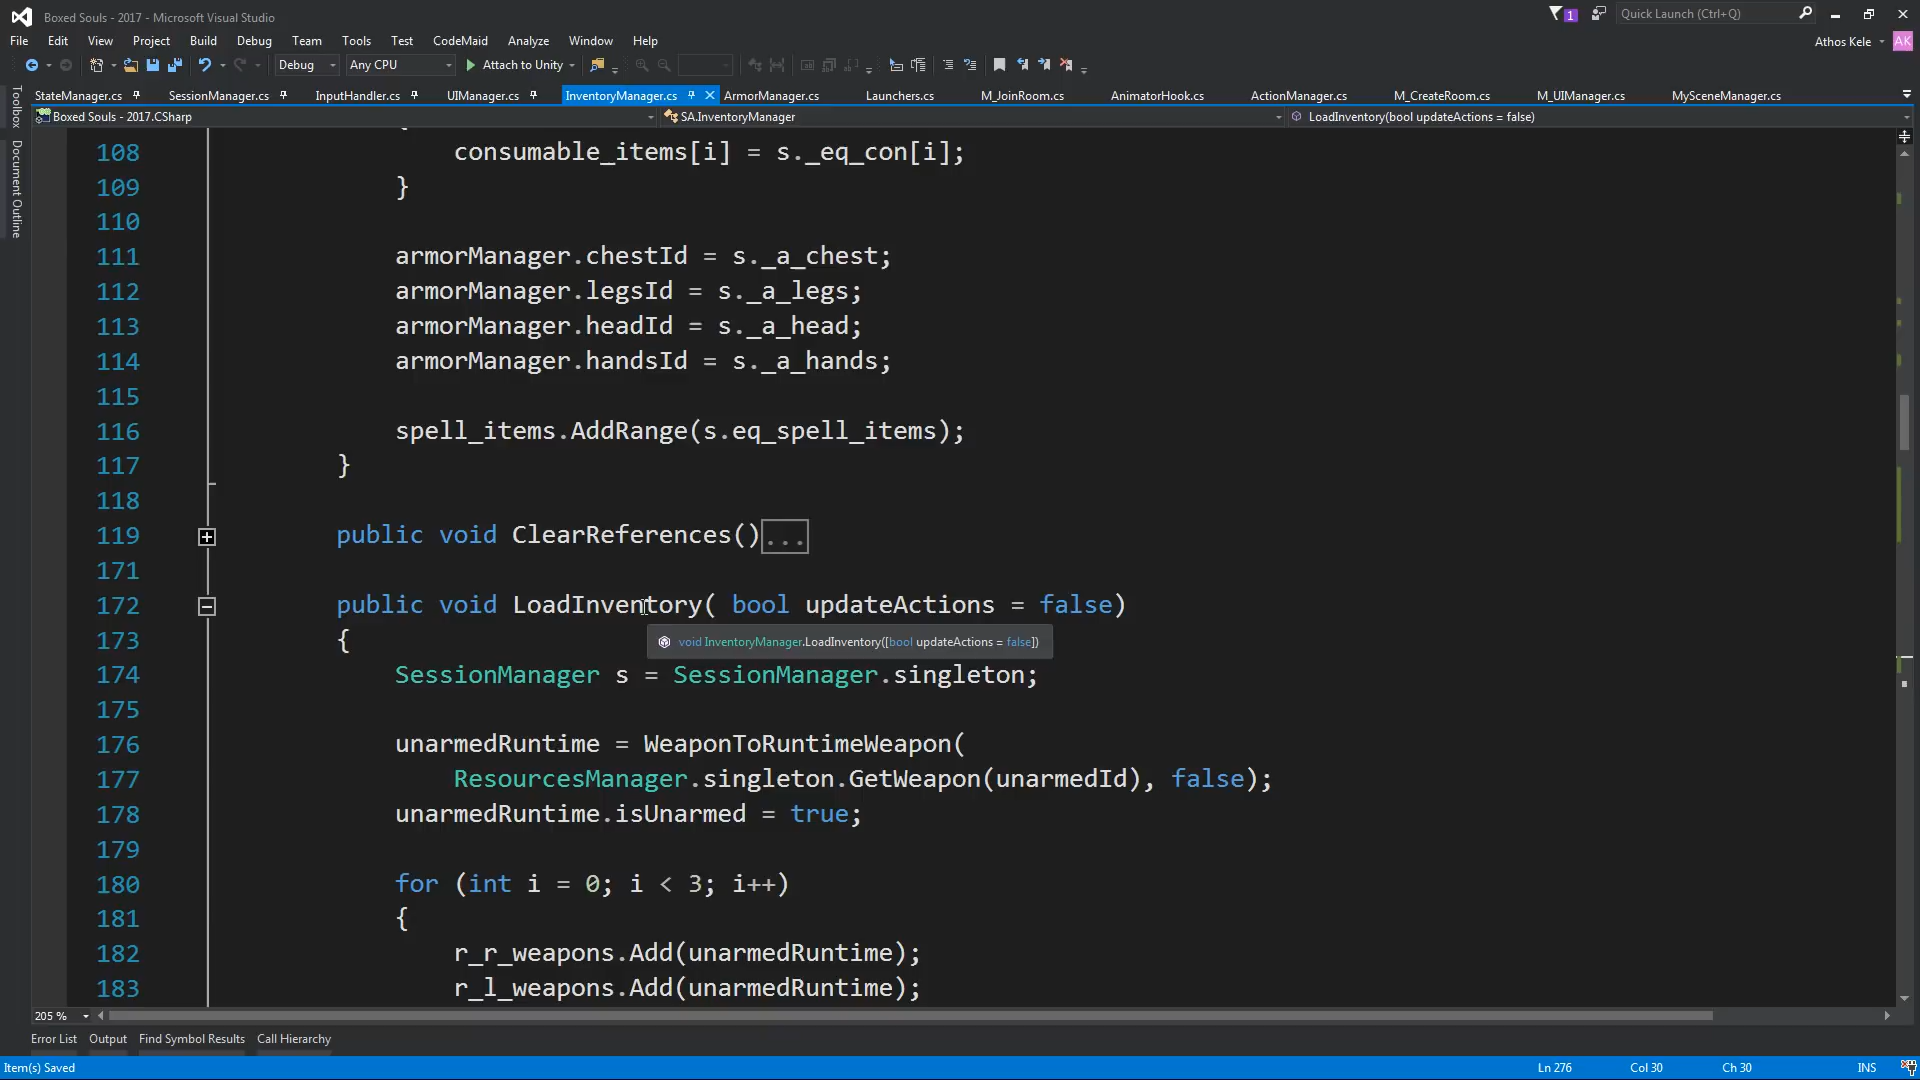 Boxed Souls - 2017 - Microsoft Visual Studio
1
Quick Launch (Ctrl+Q)
File Edit View Project Build Debug Team Tools Test CodeMaid Analyze Window Help
Athos Kele AK
Debug Any CPU Attach to Unity
Toolbox
Document Outline
StateManager.cs SessionManager.cs InputHandler.cs UIManager.cs InventoryManager.cs ArmorManager.cs Launchers.cs M_JoinRoom.cs AnimatorHook.cs ActionManager.cs M_CreateRoom.cs M_UIManager.cs MySceneManager.cs
Boxed Souls - 2017.CSharp SA.InventoryManager LoadInventory(bool updateActions = false)
{
108 consumable_items[i] = s._eq_con[i];
109 }
110
111 armorManager.chestId = s._a_chest;
112 armorManager.legsId = s._a_legs;
113 armorManager.headId = s._a_head;
114 armorManager.handsId = s._a_hands;
115
116 spell_items.AddRange(s.eq_spell_items);
117 }
118
119 public void ClearReferences()...
171
172 public void LoadInventory( bool updateActions = false)
173 {
void InventoryManager.LoadInventory([bool updateActions = false])
174 SessionManager s = SessionManager.singleton;
175
176 unarmedRuntime = WeaponToRuntimeWeapon(
177 ResourcesManager.singleton.GetWeapon(unarmedId), false);
178 unarmedRuntime.isUnarmed = true;
179
180 for (int i = 0; i < 3; i++)
181 {
182 r_r_weapons.Add(unarmedRuntime);
183 r_l_weapons.Add(unarmedRuntime);
205 %
Error List Output Find Symbol Results Call Hierarchy
Item(s) Saved Ln 276 Col 30 Ch 30 INS